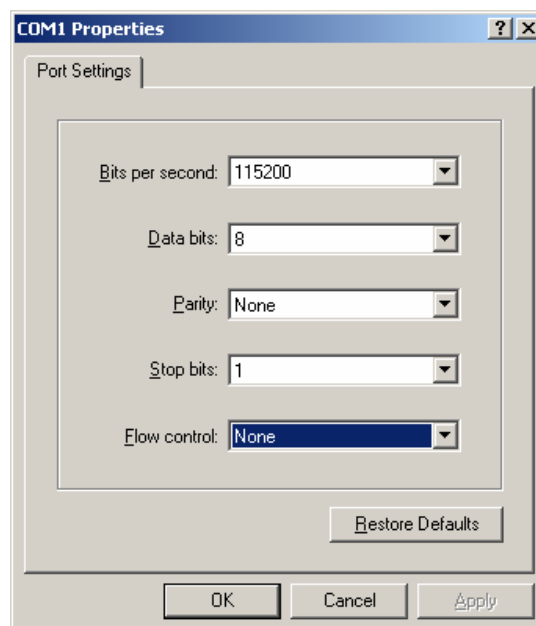 COM1 Properties
Port Settings
Bits per second: 115200
Data bits: 8
Parity: None
Stop bits: 1
Flow control: None
Restore Defaults
OK Cancel Apply